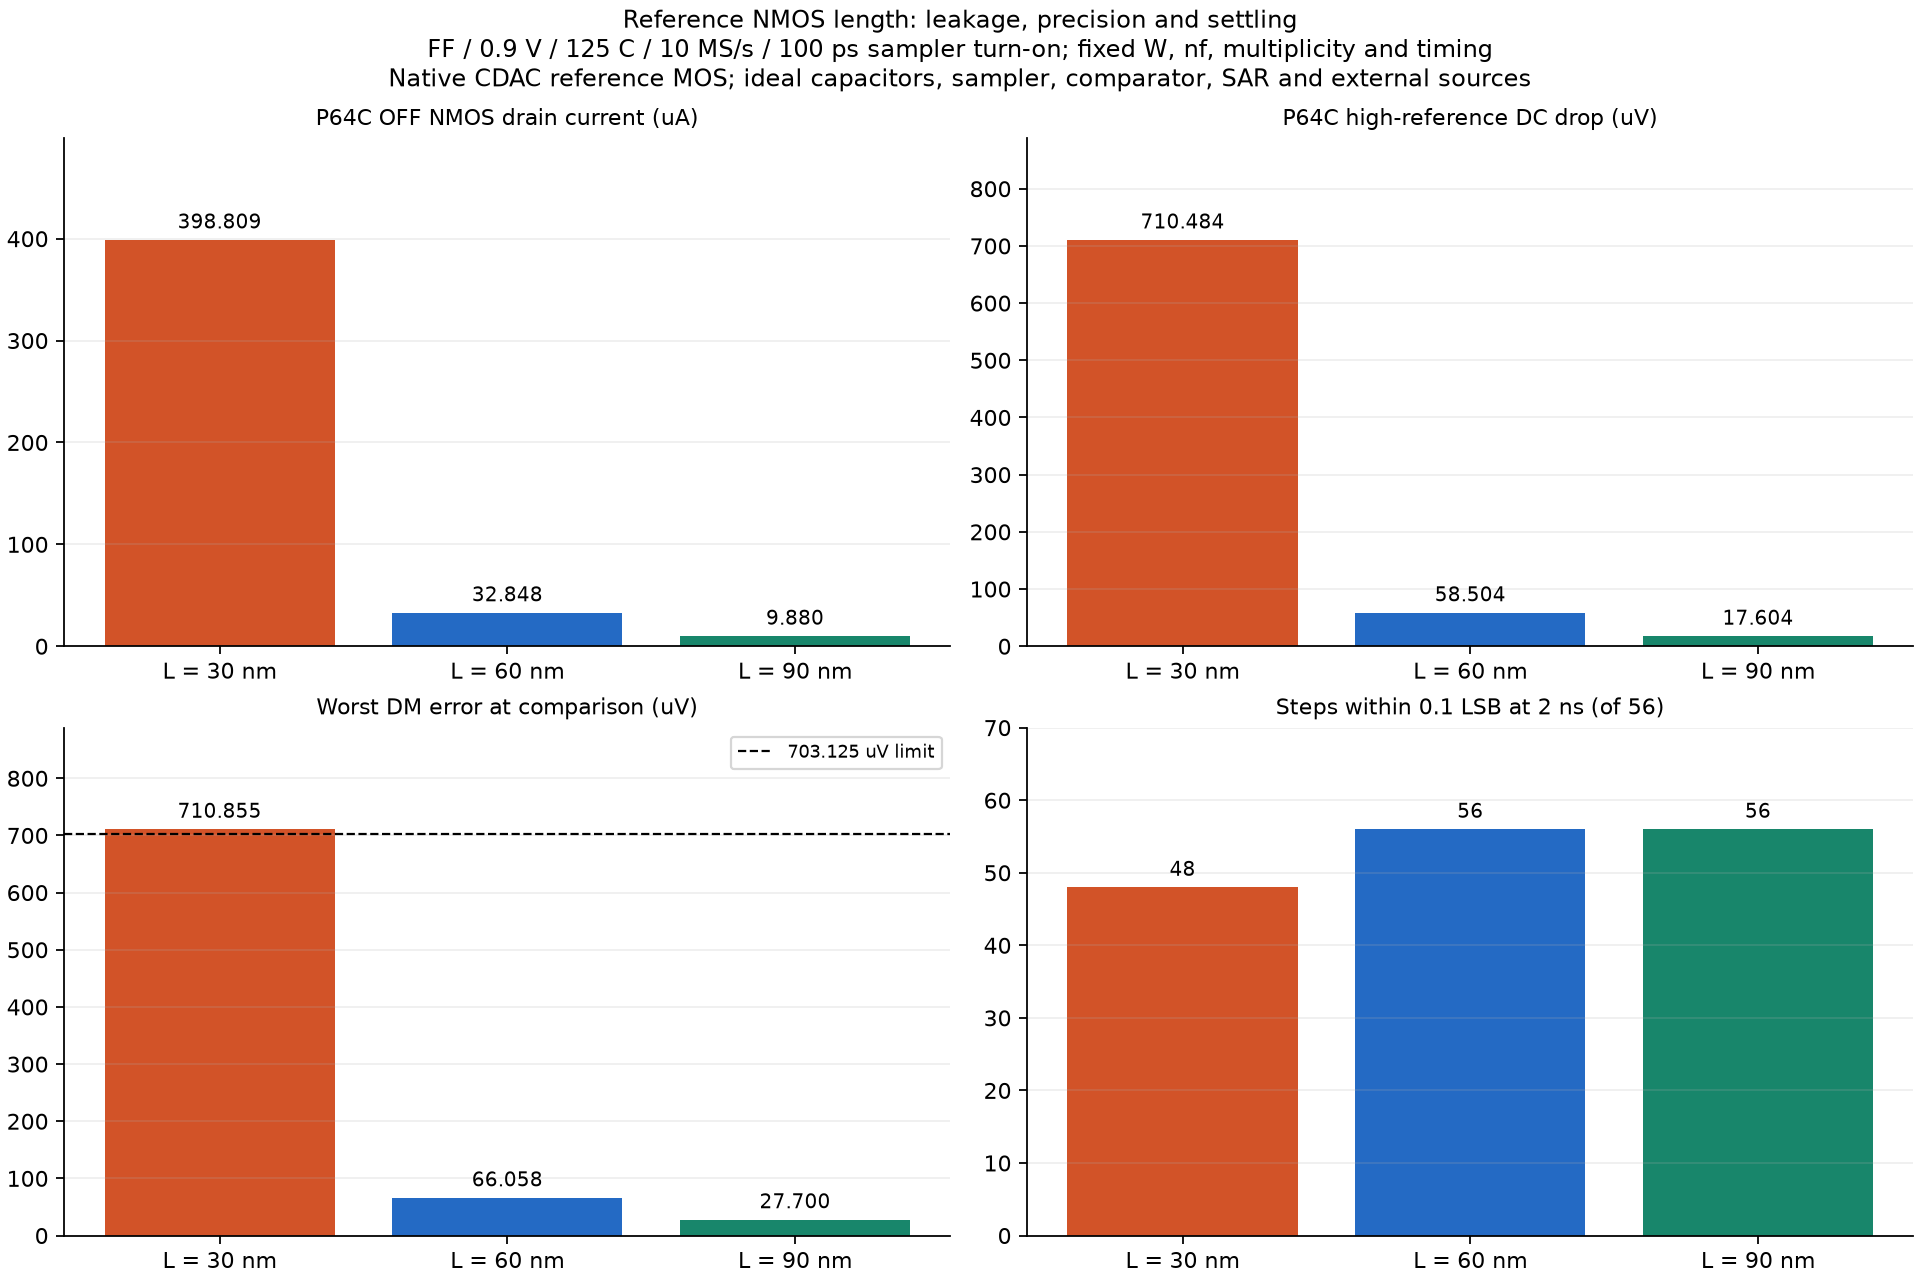 Reference NMOS length: leakage, precision and settling
FF / 0.9 V / 125 C / 10 MS/s / 100 ps sampler turn-on; fixed W, nf, multiplicity and timing
Native CDAC reference MOS; ideal capacitors, sampler, comparator, SAR and external sources
P64C OFF NMOS drain current (uA)
400
300
200
100
0
398.809
32.848
9.880
L = 30 nm
L = 60 nm
L = 90 nm
P64C high-reference DC drop (uV)
800
700
600
500
400
300
200
100
0
710.484
58.504
17.604
L = 30 nm
L = 60 nm
L = 90 nm
Worst DM error at comparison (uV)
703.125 uV limit
800
700
600
500
400
300
200
100
0
710.855
66.058
27.700
L = 30 nm
L = 60 nm
L = 90 nm
Steps within 0.1 LSB at 2 ns (of 56)
70
60
50
40
30
20
10
0
48
56
56
L = 30 nm
L = 60 nm
L = 90 nm